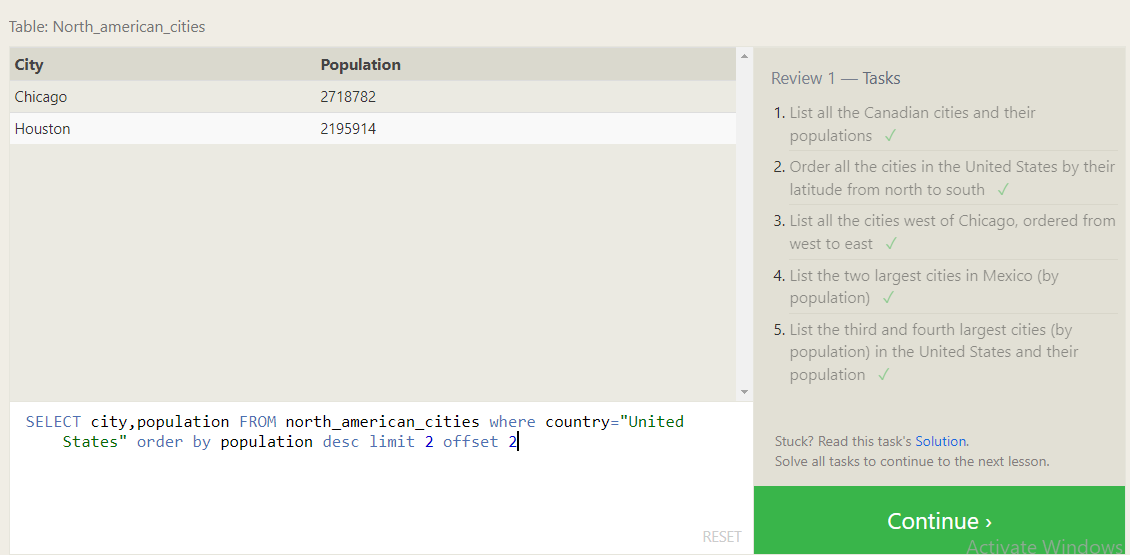 Table: North_american_cities
City Population
Chicago 2718782
Houston 2195914
SELECT city,population FROM north_american_cities where country="United
States" order by population desc limit 2 offset 2
RESET
Review 1 — Tasks
1. List all the Canadian cities and their
populations ✓
2. Order all the cities in the United States by their
latitude from north to south ✓
3. List all the cities west of Chicago, ordered from
west to east ✓
4. List the two largest cities in Mexico (by
population) ✓
5. List the third and fourth largest cities (by
population) in the United States and their
population ✓
Stuck? Read this task's Solution.
Solve all tasks to continue to the next lesson.
Continue ›
Activate Windows